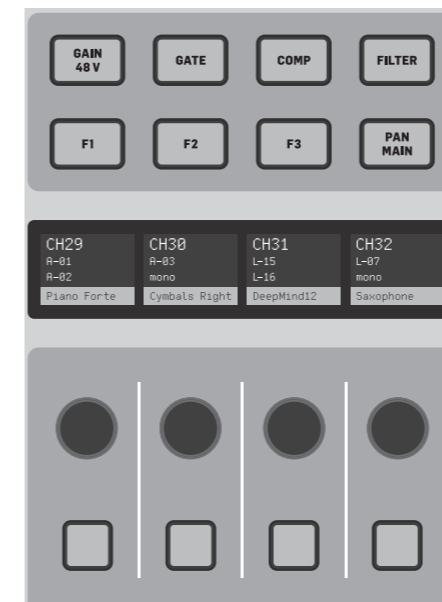 GAIN
48 V
GATE
COMP
FILTER
F1
F2
F3
PAN
MAIN
CH29
A-01
A-02
Piano Forte
CH30
A-03
mono
Cymbals Right
CH31
L-15
L-16
DeepMind12
CH32
L-07
mono
Saxophone